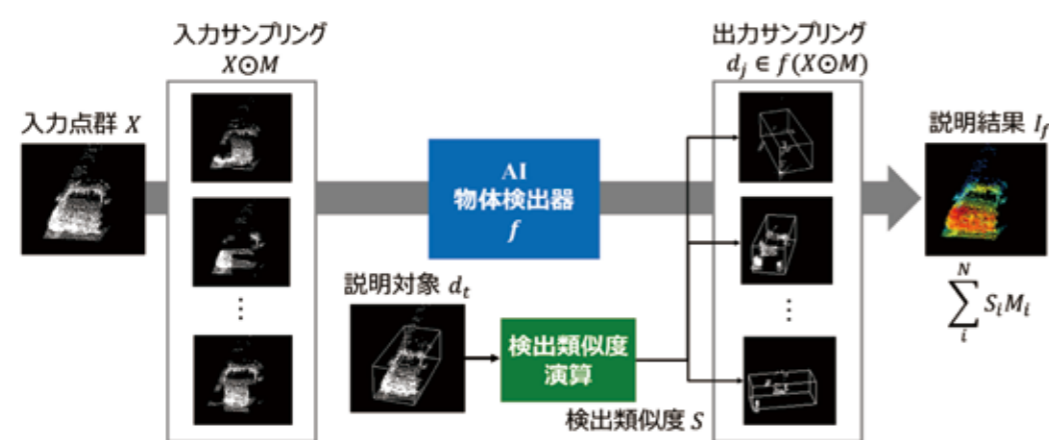 入力サンプリング
X⊙M
入力点群 X
⋮
AI
物体検出器
f
説明対象 d_t
検出類似度
演算
検出類似度 S
出力サンプリング
d_j ∈ f(X⊙M)
⋮
説明結果 I_f
∑_i^N S_i M_i